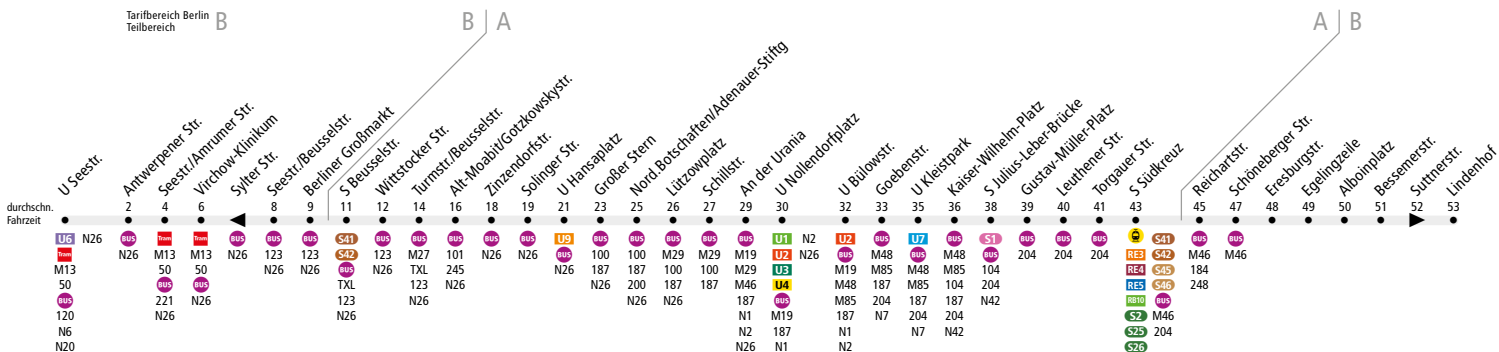 Tarifbereich Berlin
Teilbereich
B
B A
A B
U Seestr.
Antwerpener Str.
Seestr./Amrumer Str.
Virchow-Klinikum
Sylter Str.
Seestr./Beusselstr.
Berliner Großmarkt
S Beusselstr.
Wittstocker Str.
Turmstr./Beusselstr.
Alt-Moabit/Gotzkowskystr.
Zinzendorfstr.
Solinger Str.
U Hansaplatz
Großer Stern
Nord.Botschaften/Adenauer-Stiftg
Lützowplatz
Schillstr.
An der Urania
U Nollendorfplatz
U Bülowstr.
Goebenstr.
U Kleistpark
Kaiser-Wilhelm-Platz
S Julius-Leber-Brücke
Gustav-Müller-Platz
Leuthener Str.
Torgauer Str.
S Südkreuz
Reichartstr.
Schöneberger Str.
Eresburgstr.
Egelingzeile
Alboinplatz
Bessemerstr.
Suttnerstr.
Lindenhof
durchschn. 2 4 6 8 9 11 12 14 16 18 19 21 23 25 26 27 29 30 32 33 35 36 38 39 40 41 43 45 47 48 49 50 51 52 53
Fahrzeit
U6 N26
Tram
M13
50
BUS
120
N6
N20
BUS
N26
Tram
M13
50
BUS
221
N26
Tram
M13
50
BUS
N26
BUS
N26
BUS
123
N26
BUS
123
N26
S41
S42
BUS
TXL
123
N26
BUS
123
N26
BUS
M27
TXL
123
N26
BUS
101
245
N26
BUS
N26
BUS
N26
U9
BUS
N26
BUS
100
187
N26
BUS
100
187
200
N26
BUS
M29
100
187
N26
BUS
M29
100
187
BUS
M19
M29
M46
187
N1
N2
N26
U1 N2
U2 N26
U3
U4
BUS
M19
187
N1
U2
BUS
M19
M48
M85
187
N1
N2
BUS
M48
M85
187
204
N7
U7
BUS
M48
M85
187
204
N7
BUS
M48
M85
104
187
204
N42
S1
BUS
104
204
N42
BUS
204
BUS
204
BUS
204
RE3
RE4
RE5
RB10
S2
S25
S26
S41
S42
S45
S46
BUS
M46
204
BUS
M46
184
248
BUS
M46